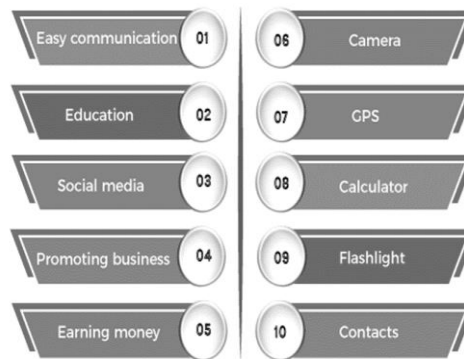 Easy communication 01
Education 02
Social media 03
Promoting business 04
Earning money 05
06 Camera
07 GPS
08 Calculator
09 Flashlight
10 Contacts